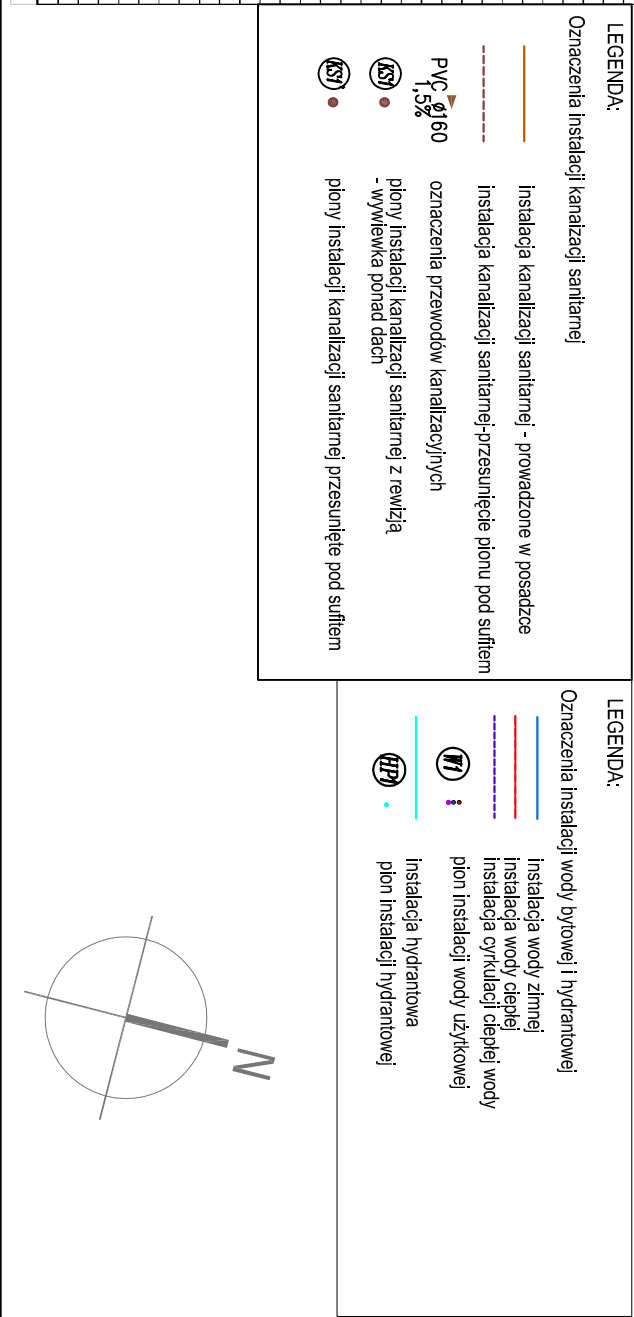 LEGENDA:
Oznaczenia instalacji kanaizacji sanitarnej
instalacja kanalizacji sanitarnej - prowadzone w posadzce
instalacja kanalizacji sanitarnej-przesunięcie pionu pod sufitem
PVC ø160
1,5%
oznaczenia przewodów kanalizacyjnych
KS1
piony instalacji kanalizacji sanitarnej z rewizją
- wywiewka ponad dach
KS1'
piony instalacji kanalizacji sanitarnej przesunięte pod sufitem
LEGENDA:
Oznaczenia instalacji wody bytowej i hydrantowej
instalacja wody zimnej
instalacja wody ciepłej
instalacja cyrkulacji ciepłej wody
W1
pion instalacji wody użytkowej
instalacja hydrantowa
HP1
pion instalacji hydrantowej
N